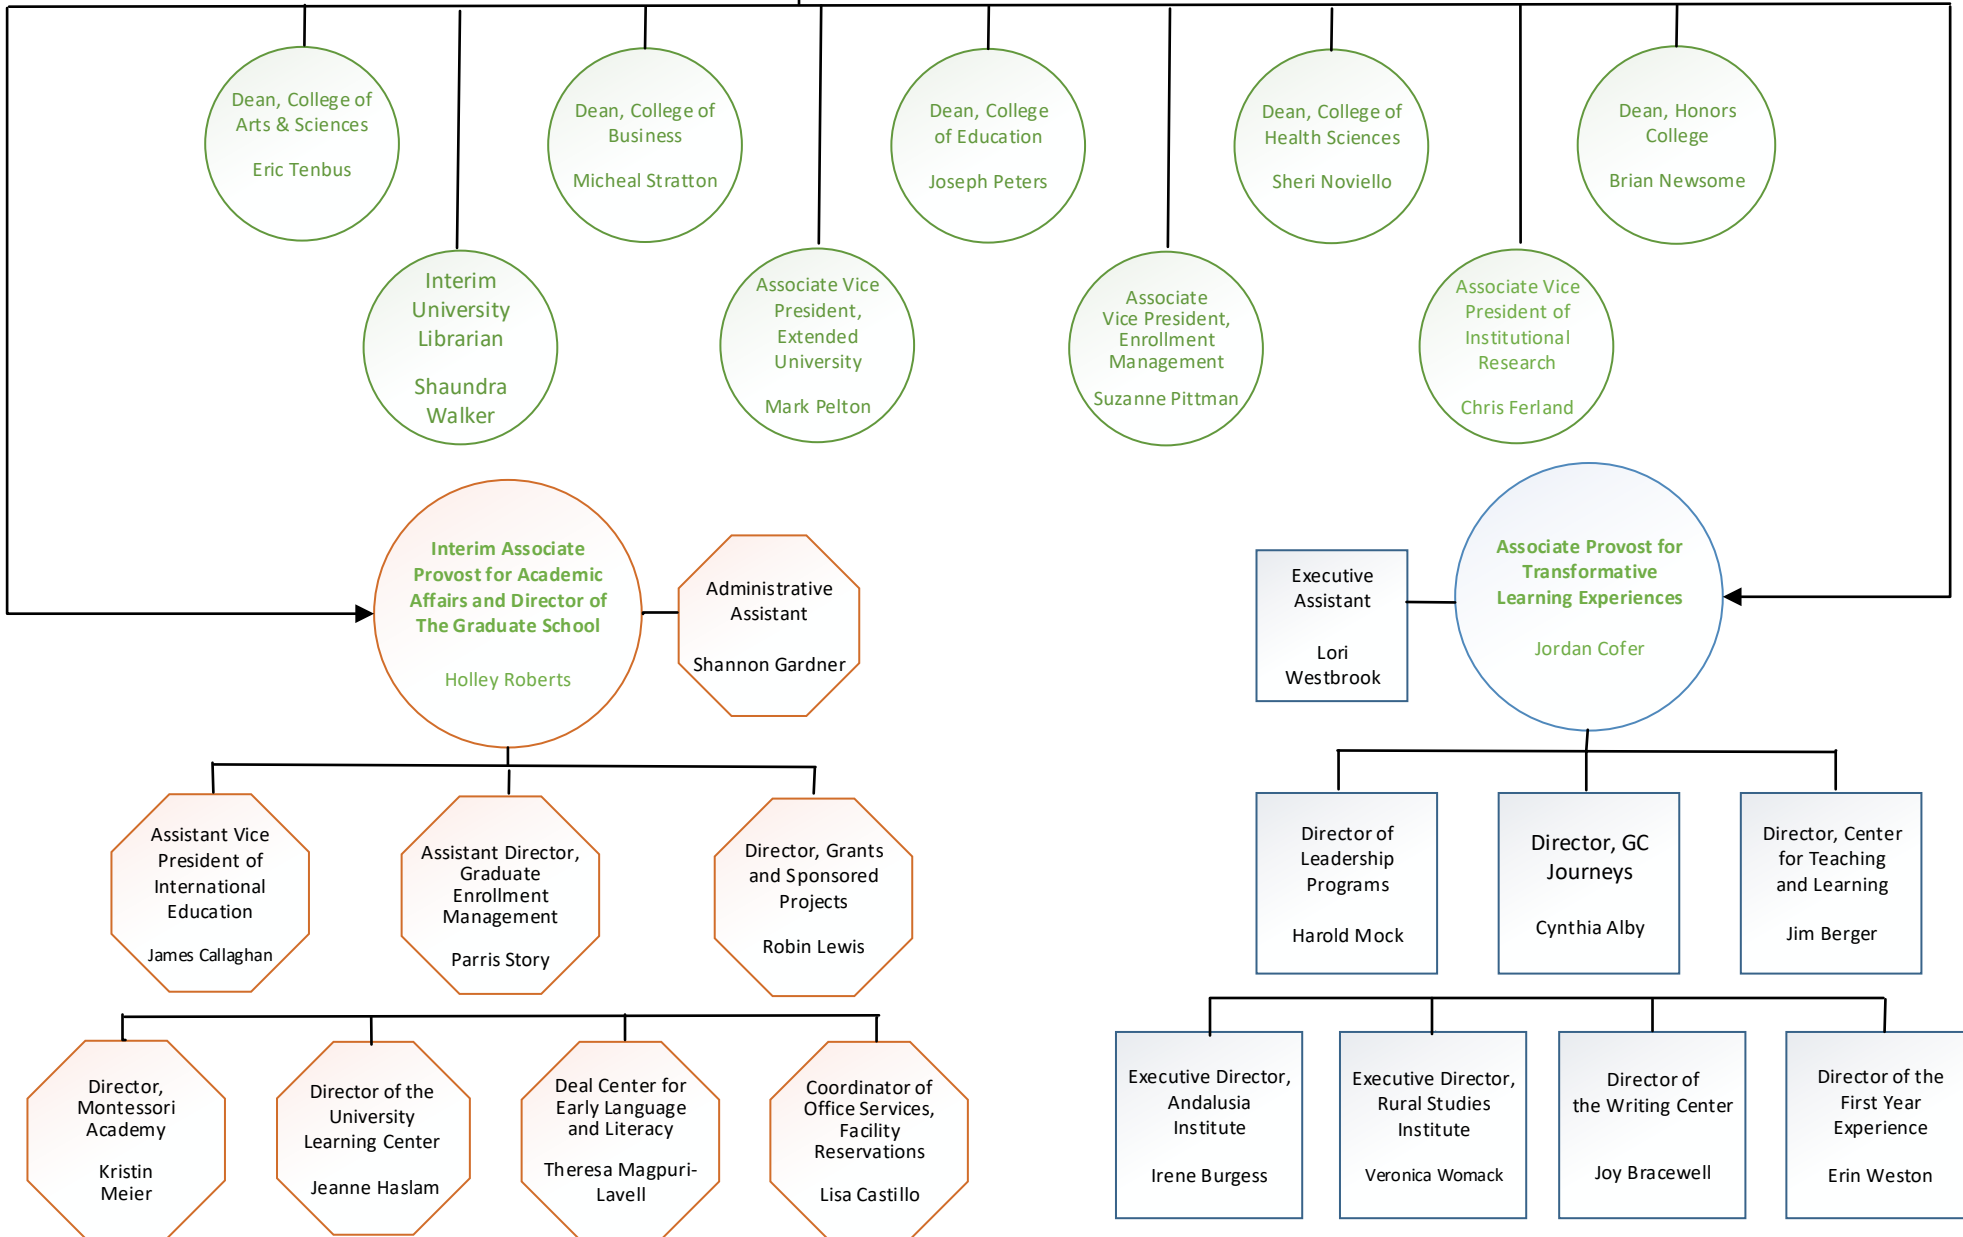 Dean, College of
Arts & Sciences
Eric Tenbus
Dean, College of
Business
Micheal Stratton
Dean, College
of Education
Joseph Peters
Dean, College of
Health Sciences
Sheri Noviello
Dean, Honors
College
Brian Newsome
Interim
University
Librarian
Shaundra
Walker
Associate Vice
President,
Extended
University
Mark Pelton
Associate
Vice President,
Enrollment
Management
Suzanne Pittman
Associate Vice
President of
Institutional
Research
Chris Ferland
Interim Associate
Provost for Academic
Affairs and Director of
The Graduate School
Holley Roberts
Administrative
Assistant
Shannon Gardner
Executive
Assistant
Lori
Westbrook
Associate Provost for
Transformative
Learning Experiences
Jordan Cofer
Assistant Vice
President of
International
Education
James Callaghan
Assistant Director,
Graduate
Enrollment
Management
Parris Story
Director, Grants
and Sponsored
Projects
Robin Lewis
Director of
Leadership
Programs
Harold Mock
Director, GC
Journeys
Cynthia Alby
Director, Center
for Teaching
and Learning
Jim Berger
Director,
Montessori
Academy
Kristin
Meier
Director of the
University
Learning Center
Jeanne Haslam
Deal Center for
Early Language
and Literacy
Theresa Magpuri-
Lavell
Coordinator of
Office Services,
Facility
Reservations
Lisa Castillo
Executive Director,
Andalusia
Institute
Irene Burgess
Executive Director,
Rural Studies
Institute
Veronica Womack
Director of
the Writing Center
Joy Bracewell
Director of the
First Year
Experience
Erin Weston